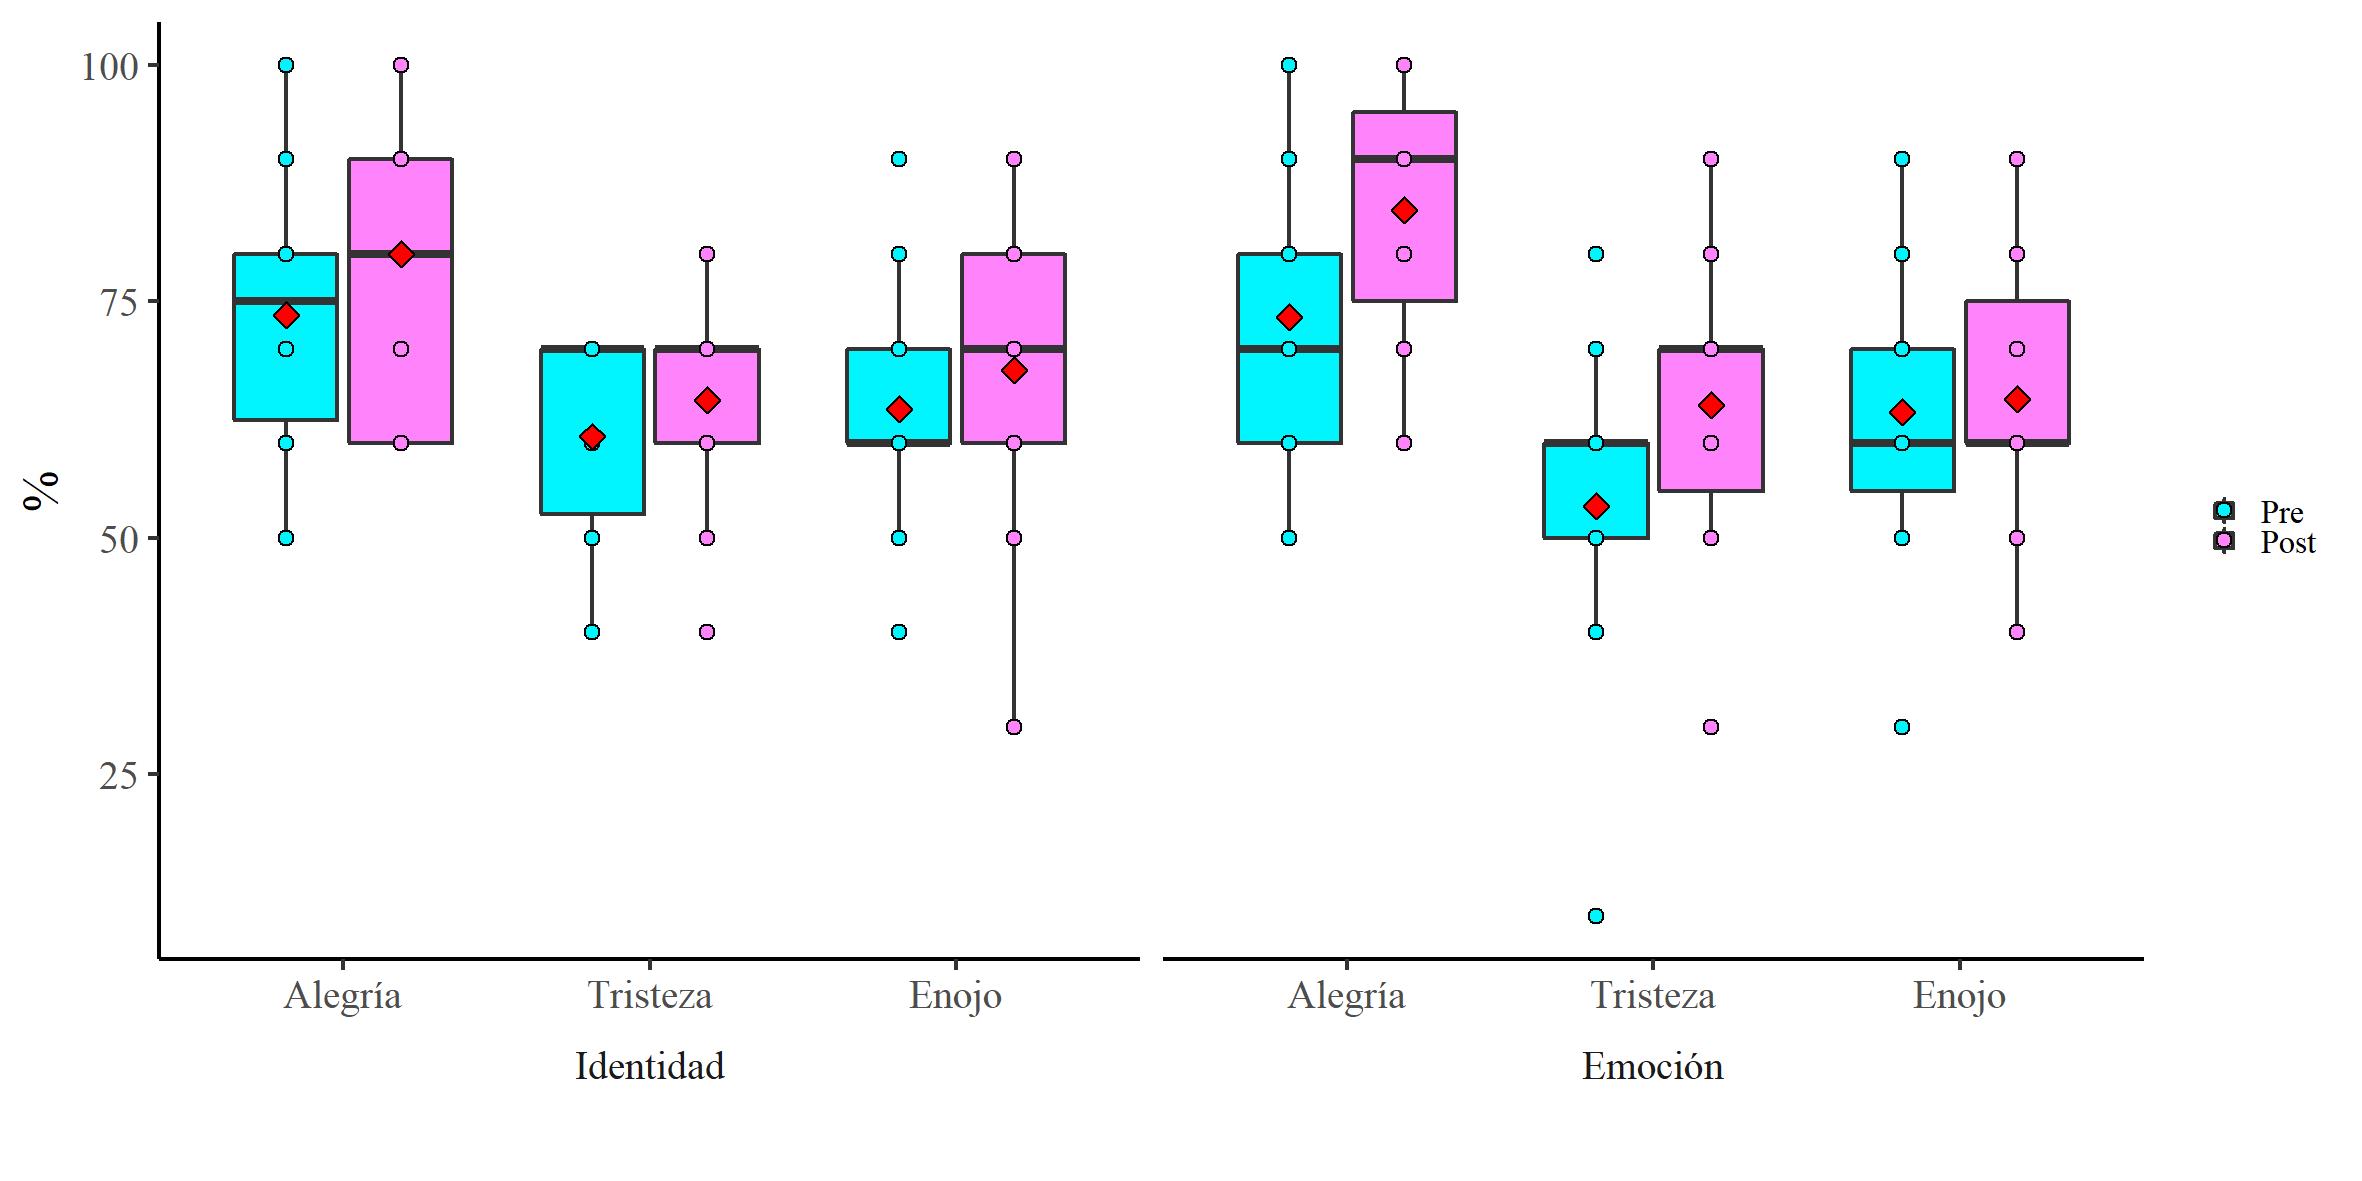 100
75
50
25
%
Alegría
Tristeza
Enojo
Identidad
Alegría
Tristeza
Enojo
Emoción
Pre
Post